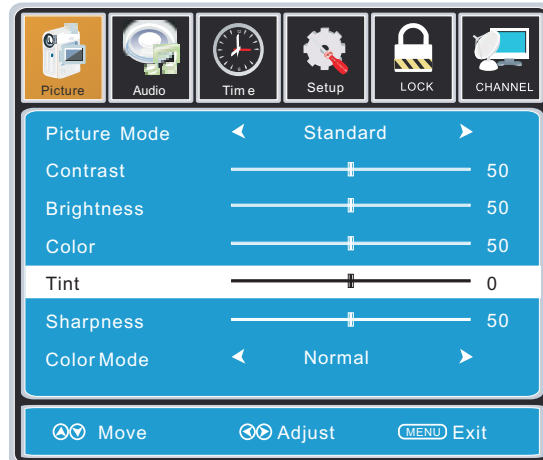 Picture Audio Time Setup LOCK CHANNEL
Picture Mode Standard
Contrast 50
Brightness 50
Color 50
Tint 0
Sharpness 50
Color Mode Normal
Move Adjust MENU Exit